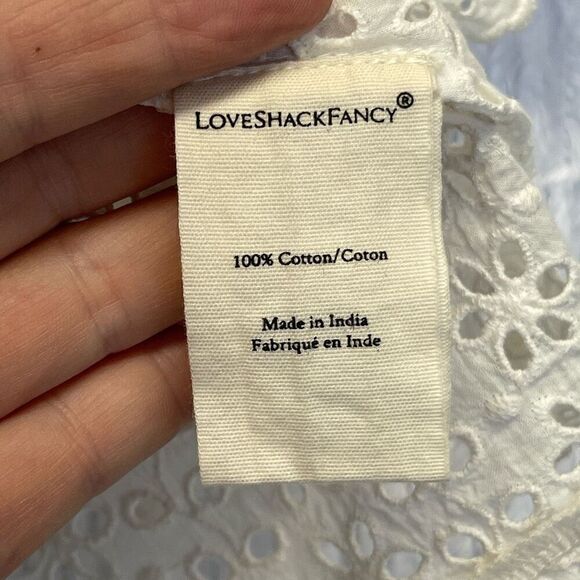 LOVESHACKFANCY®
100% Cotton/Coton
Made in India
Fabriqué en Inde